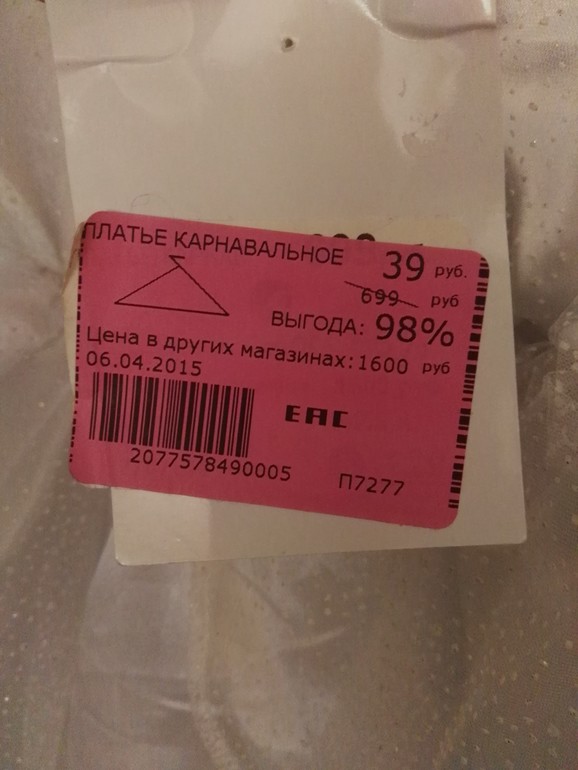 ПЛАТЬЕ КАРНАВАЛЬНОЕ 39 руб.
699 руб
ВЫГОДА: 98%
Цена в других магазинах: 1600 руб
06.04.2015
EAC
2077578490005 П7277